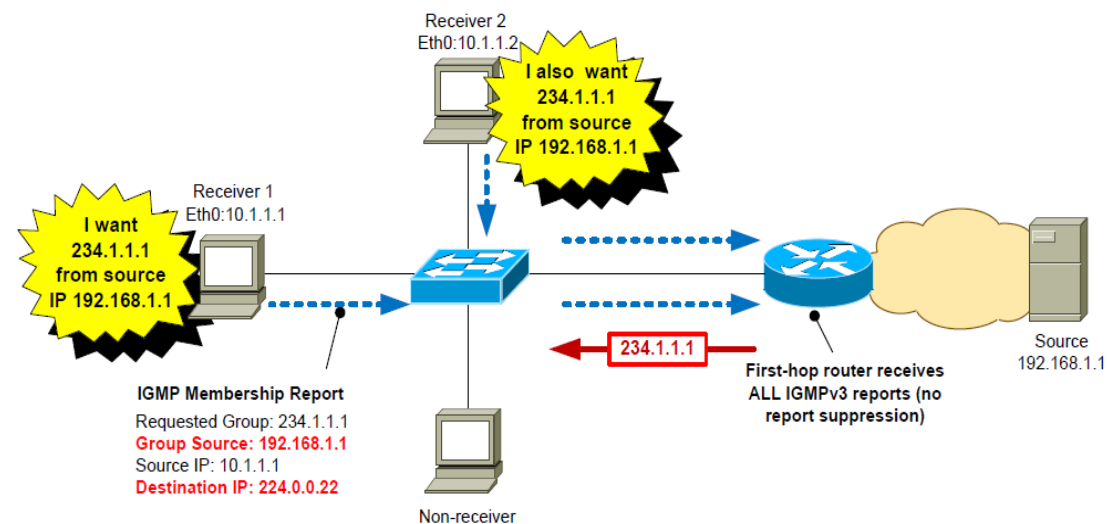 Receiver 2
Eth0:10.1.1.2
I also want
234.1.1.1
from source
IP 192.168.1.1
Receiver 1
Eth0:10.1.1.1
I want
234.1.1.1
from source
IP 192.168.1.1
234.1.1.1
Source
192.168.1.1
First-hop router receives
ALL IGMPv3 reports (no
report suppression)
IGMP Membership Report
Requested Group: 234.1.1.1
Group Source: 192.168.1.1
Source IP: 10.1.1.1
Destination IP: 224.0.0.22
Non-receiver